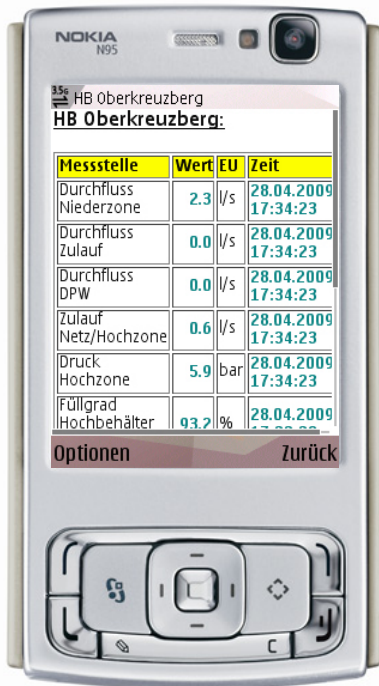 NOKIA
N95
3.5G
HB Oberkreuzberg
HB Oberkreuzberg:
Messstelle Wert EU Zeit
Durchfluss
Niederzone 2.3 l/s 28.04.2009
17:34:23
Durchfluss
Zulauf 0.0 l/s 28.04.2009
17:34:23
Durchfluss
DPW 0.0 l/s 28.04.2009
17:34:23
Zulauf
Netz/Hochzone 0.6 l/s 28.04.2009
17:34:23
Druck
Hochzone 5.9 bar 28.04.2009
17:34:23
Füllgrad
Hochbehälter 93.2 % 28.04.2009
Optionen Zurück
C